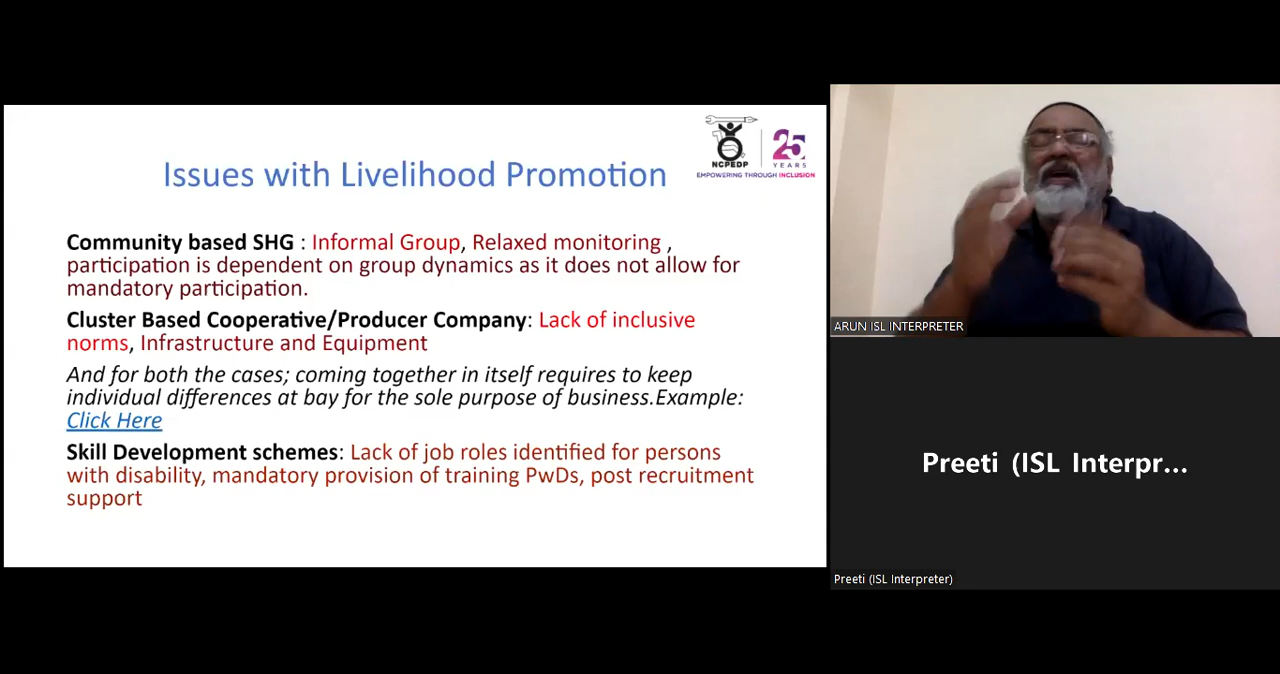 NCPEDP
25
YEARS
EMPOWERING THROUGH INCLUSION
Issues with Livelihood Promotion
Community based SHG : Informal Group, Relaxed monitoring ,
participation is dependent on group dynamics as it does not allow for
mandatory participation.
Cluster Based Cooperative/Producer Company: Lack of inclusive
norms, Infrastructure and Equipment
And for both the cases; coming together in itself requires to keep
individual differences at bay for the sole purpose of business.Example:
Click Here
Skill Development schemes: Lack of job roles identified for persons
with disability, mandatory provision of training PwDs, post recruitment
support
ARUN ISL INTERPRETER
Preeti (ISL Interpr...
Preeti (ISL Interpreter)